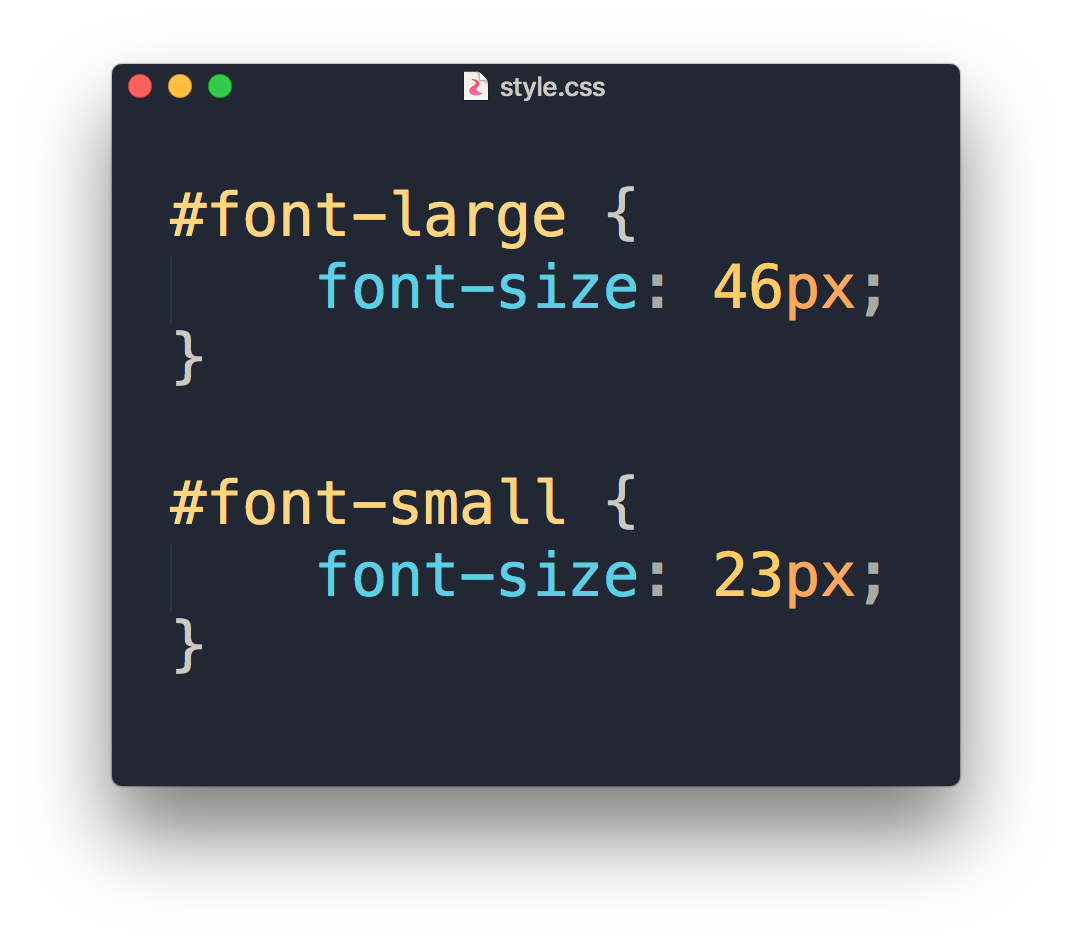 style.css
#font-large {
    font-size: 46px;
}
#font-small {
    font-size: 23px;
}